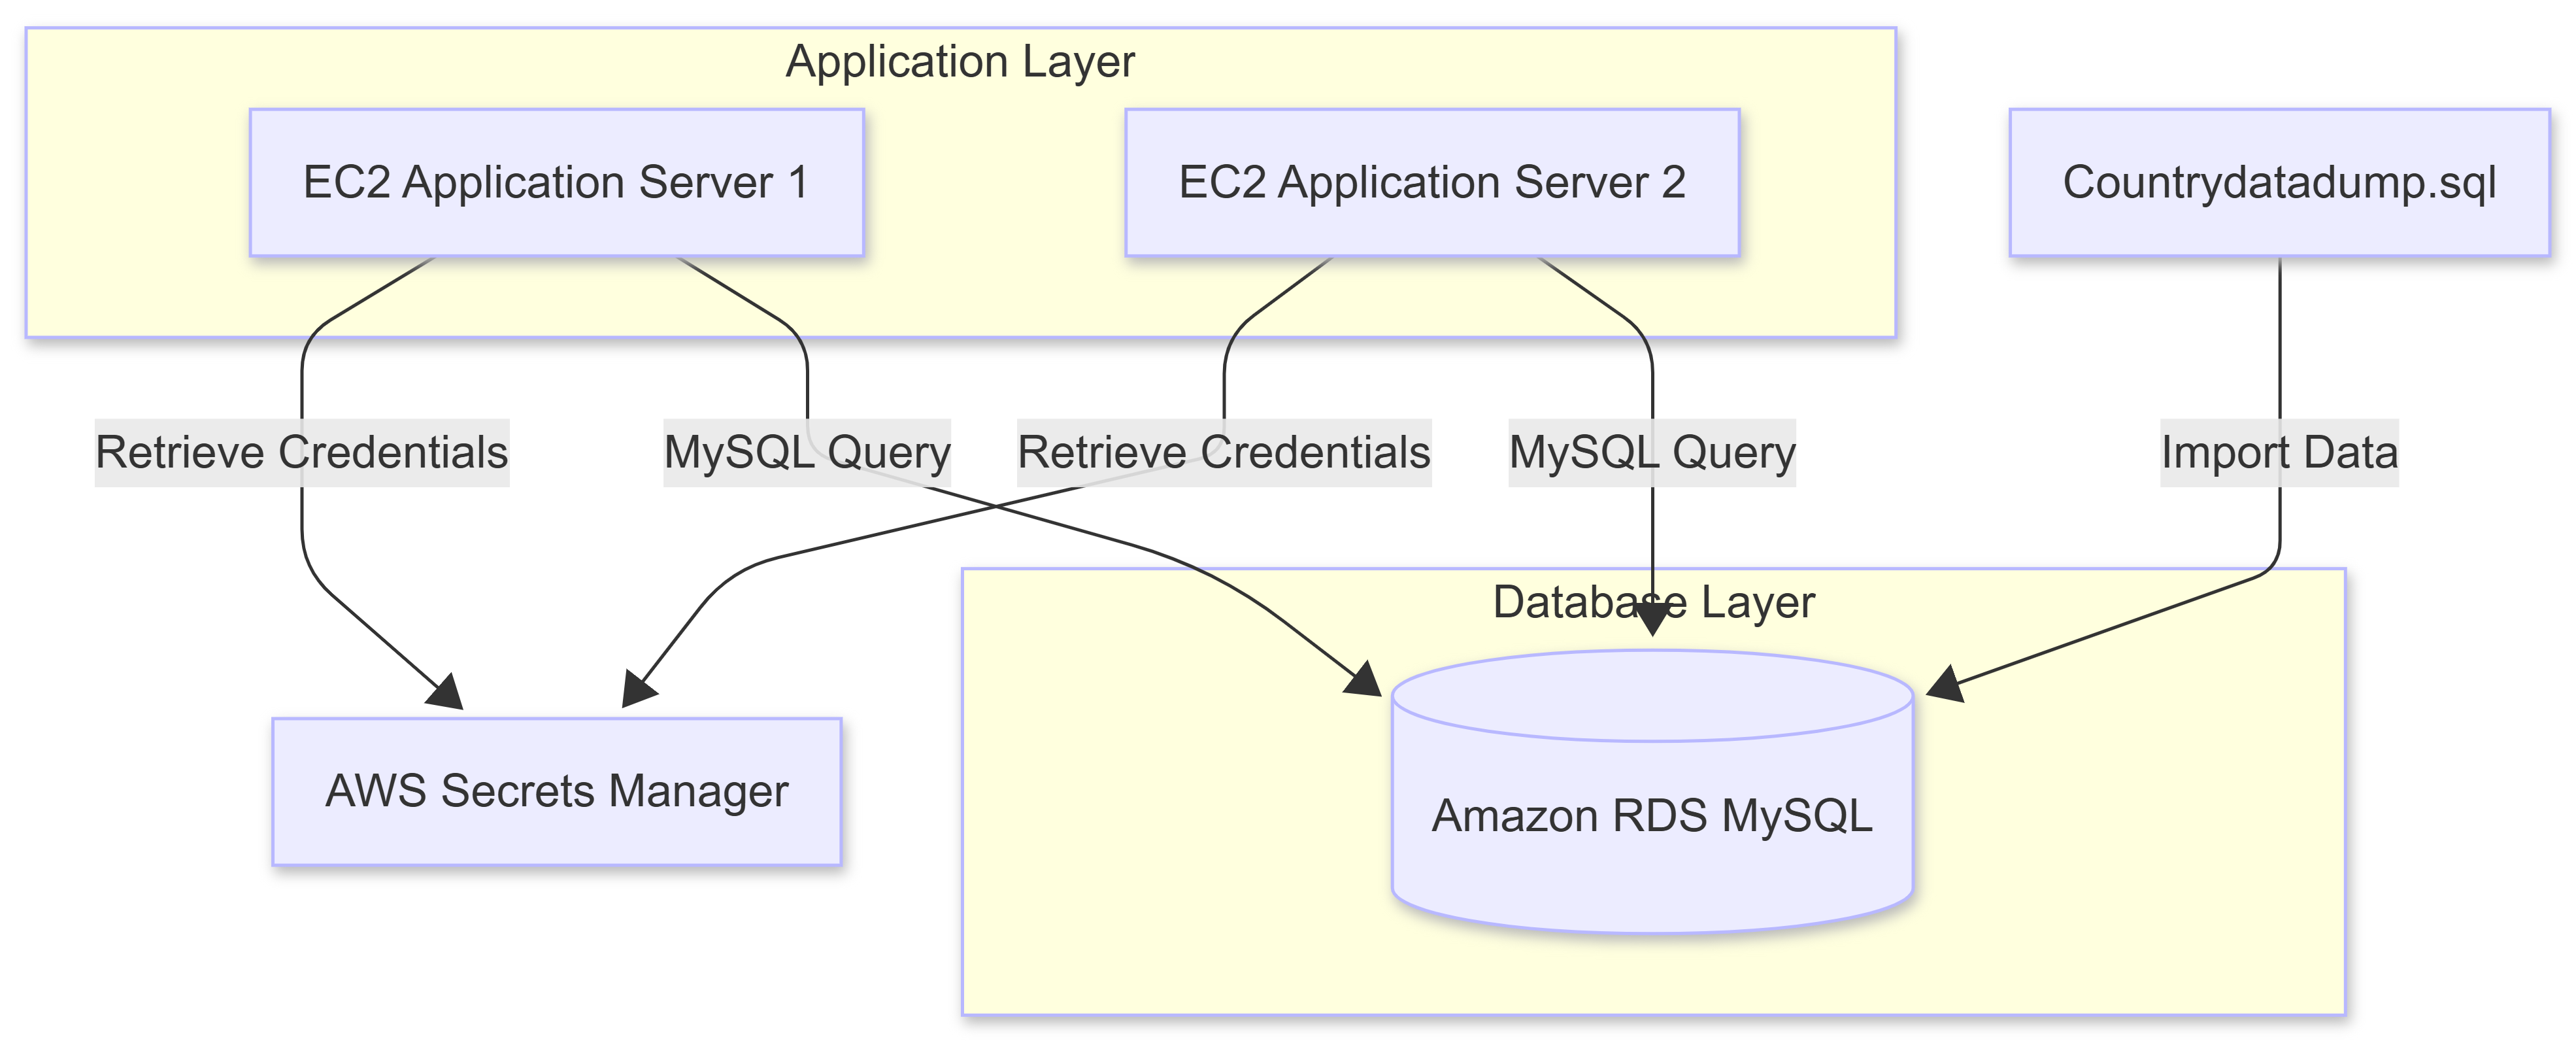 Application Layer
EC2 Application Server 1
EC2 Application Server 2
Countrydatadump.sql
Retrieve Credentials
MySQL Query
Retrieve Credentials
MySQL Query
Import Data
Database Layer
AWS Secrets Manager
Amazon RDS MySQL